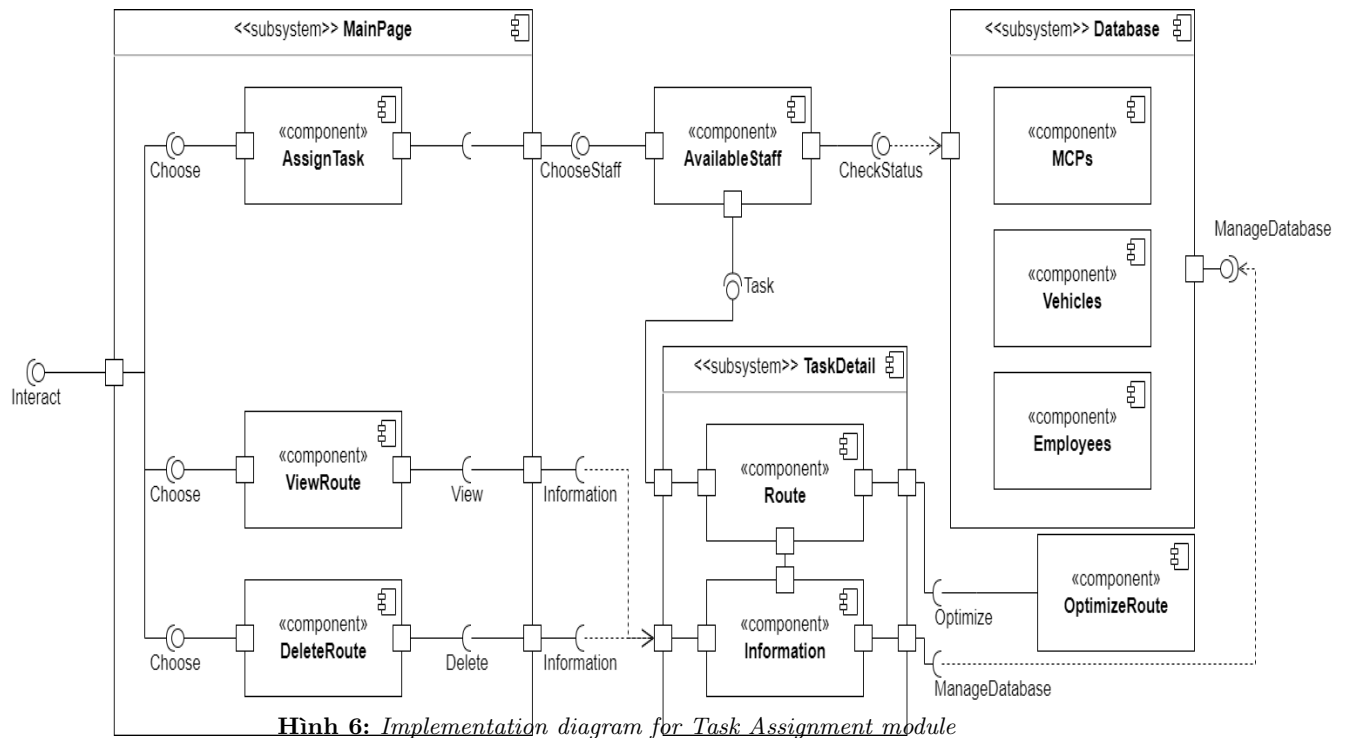 <<subsystem>> MainPage
«component»
AssignTask
Choose
ChooseStaff
«component»
AvailableStaff
CheckStatus
Task
<<subsystem>> Database
«component»
MCPs
«component»
Vehicles
«component»
Employees
ManageDatabase
Interact
«component»
ViewRoute
Choose
View
Information
«component»
DeleteRoute
Choose
Delete
Information
<<subsystem>> TaskDetail
«component»
Route
«component»
Information
Optimize
«component»
OptimizeRoute
ManageDatabase
Hình 6: Implementation diagram for Task Assignment module